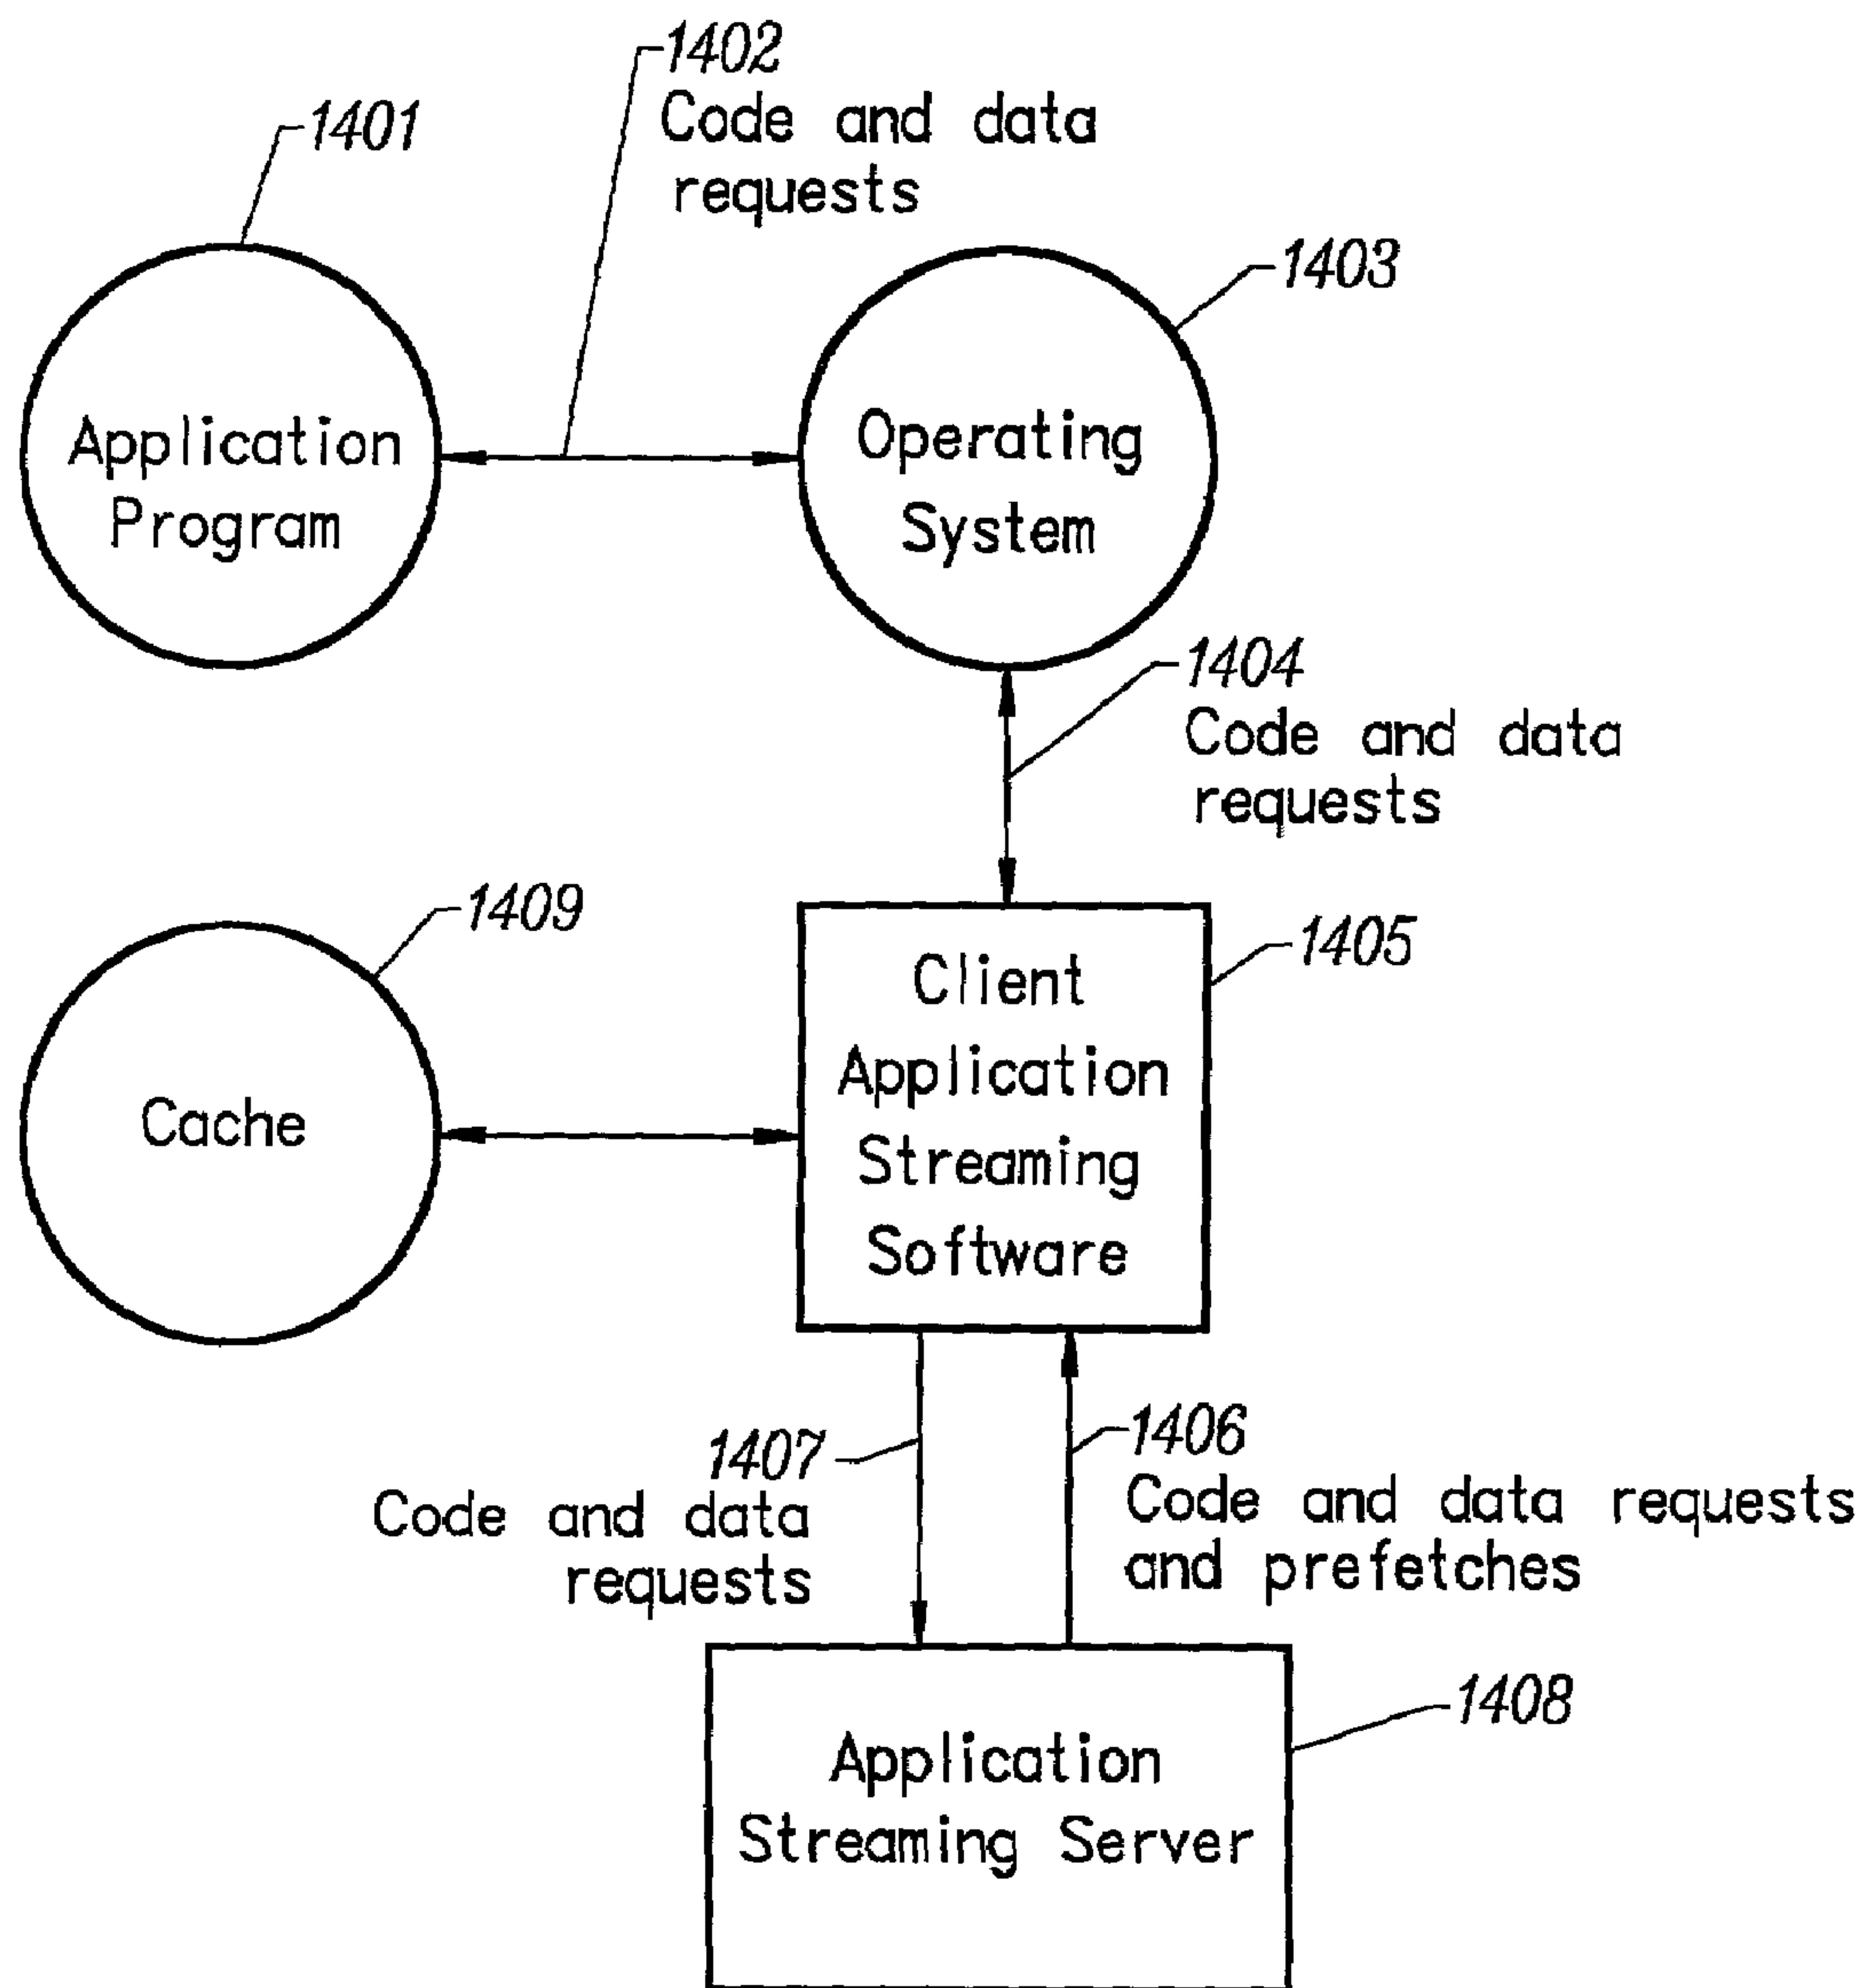 1402
Code and data
requests
1401
1403
Application
Program
Operating
System
1404
Code and data
requests
1409
1405
Cache
Client
Application
Streaming
Software
1407
Code and data
requests
1406
Code and data requests
and prefetches
1408
Application
Streaming Server